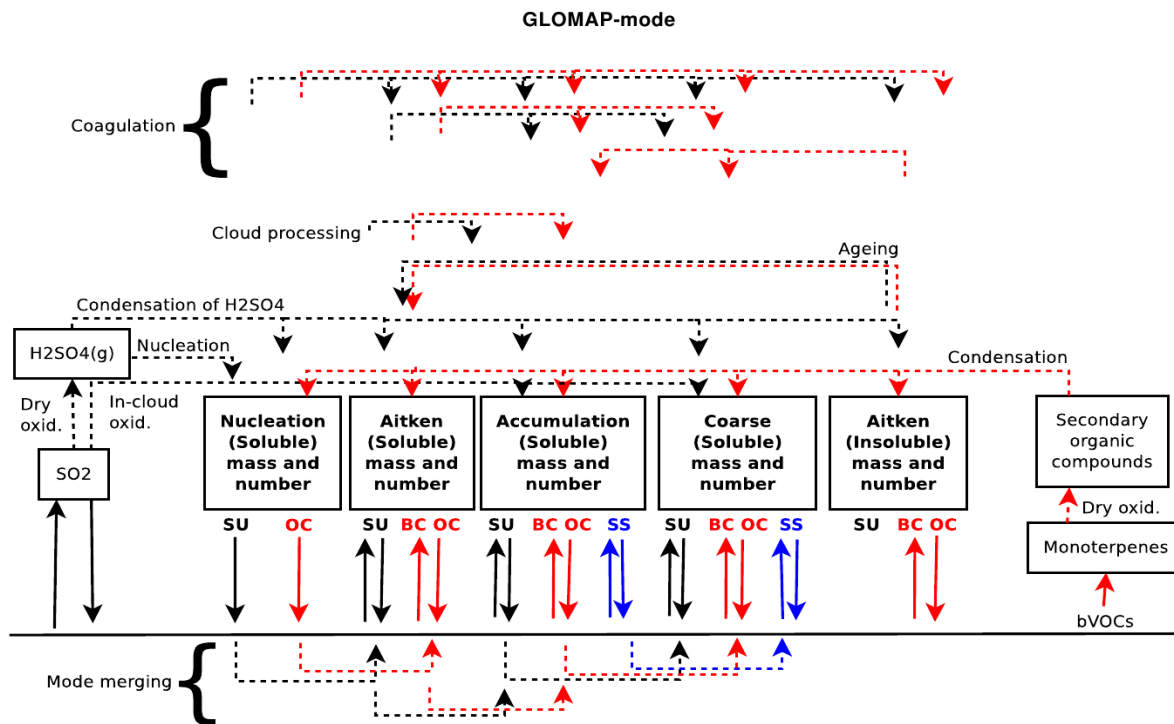 GLOMAP-mode
Coagulation
Cloud processing
Ageing
Condensation of H2SO4
H2SO4(g)
Nucleation
Condensation
Dry
oxid.
In-cloud
oxid.
SO2
Nucleation
(Soluble)
mass and
number
Aitken
(Soluble)
mass and
number
Accumulation
(Soluble)
mass and
number
Coarse
(Soluble)
mass and
number
Aitken
(Insoluble)
mass and
number
Secondary
organic
compounds
SU OC
SU BC OC
SU BC OC SS
SU BC OC SS
SU BC OC
Dry oxid.
Monoterpenes
bVOCs
Mode merging